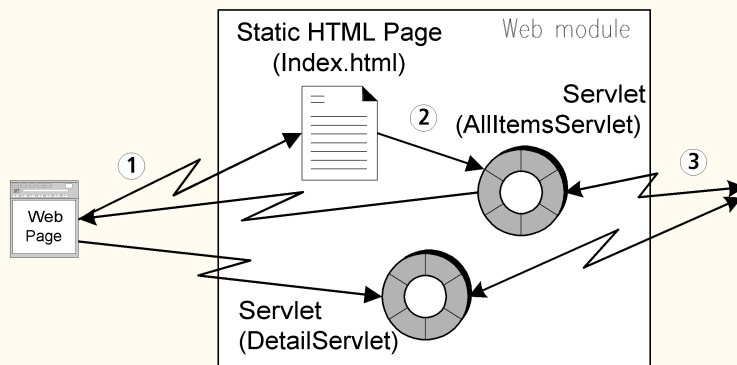 Static HTML Page
(Index.html)
Web module
Servlet
(AllItemsServlet)
1
2
3
Web
Page
Servlet
(DetailServlet)